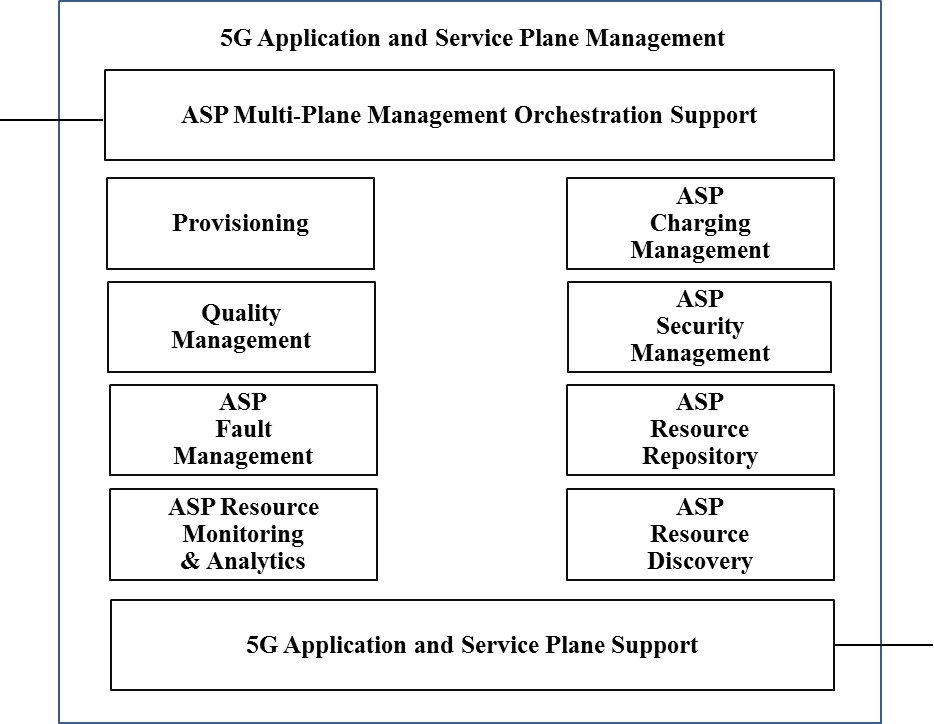 5G Application and Service Plane Management
ASP Multi-Plane Management Orchestration Support
Provisioning
ASP
Charging
Management
Quality
Management
ASP
Security
Management
ASP
Fault
Management
ASP
Resource
Repository
ASP Resource
Monitoring
& Analytics
ASP
Resource
Discovery
5G Application and Service Plane Support